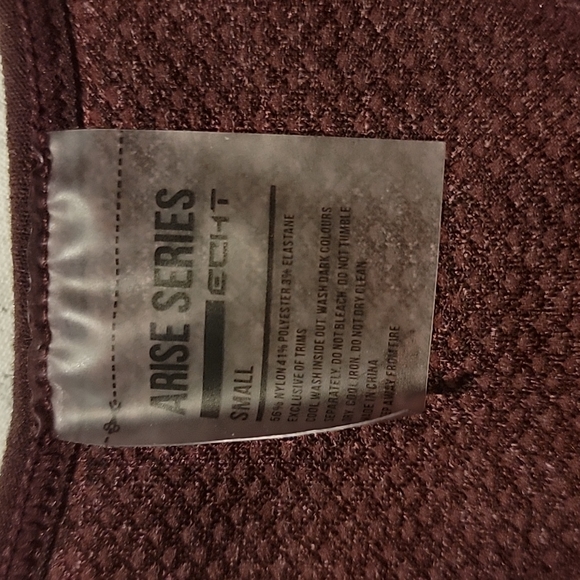 ARISE SERIES
ECHT
SMALL
56% NYLON 41% POLYESTER 3% ELASTANE
EXCLUSIVE OF TRIMS
COOL WASH INSIDE OUT. WASH DARK COLOURS
SEPARATELY. DO NOT BLEACH. DO NOT TUMBLE
DRY. COOL IRON. DO NOT DRY CLEAN.
MADE IN CHINA
KEEP AWAY FROM FIRE